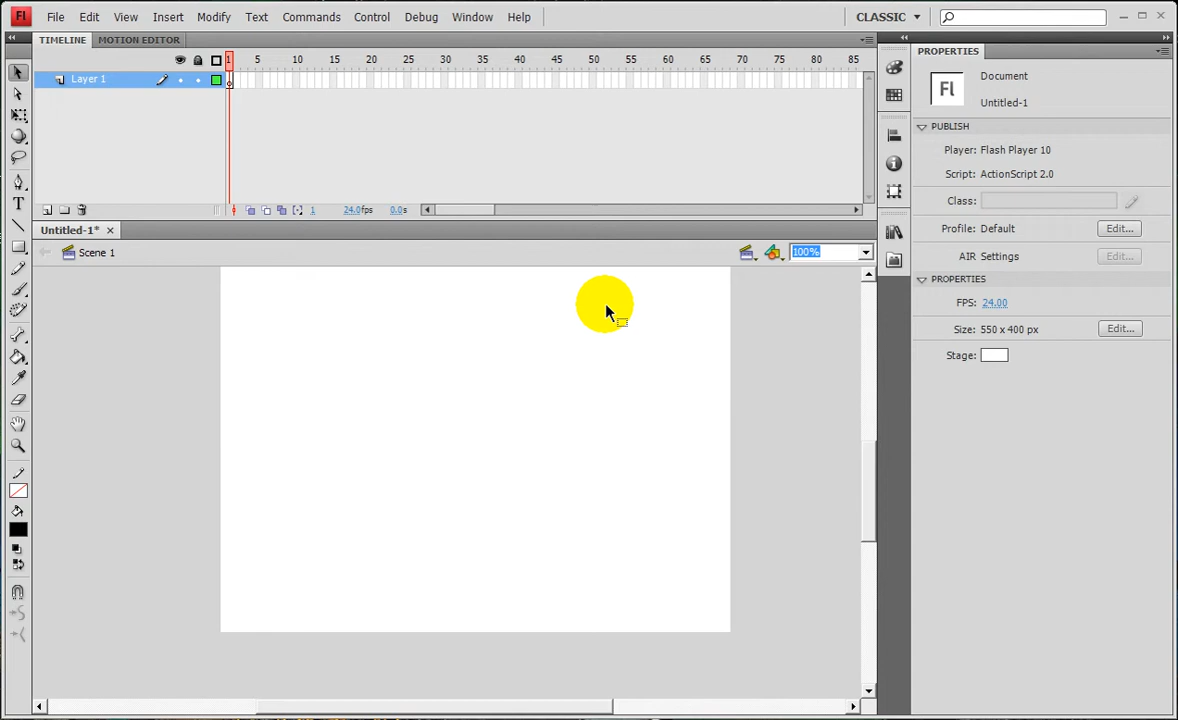 Fl File Edit View Insert Modify Text Commands Control Debug Window Help CLASSIC
TIMELINE MOTION EDITOR
1 5 10 15 20 25 30 35 40 45 50 55 60 65 70 75 80 85
Layer 1
1 24.0fps 0.0s
Untitled-1*
Scene 1 100%
T
PROPERTIES
Fl
Document
Untitled-1
PUBLISH
Player: Flash Player 10
Script: ActionScript 2.0
Class:
Profile: Default Edit...
AIR Settings Edit...
PROPERTIES
FPS: 24.00
Size: 550 x 400 px Edit...
Stage: